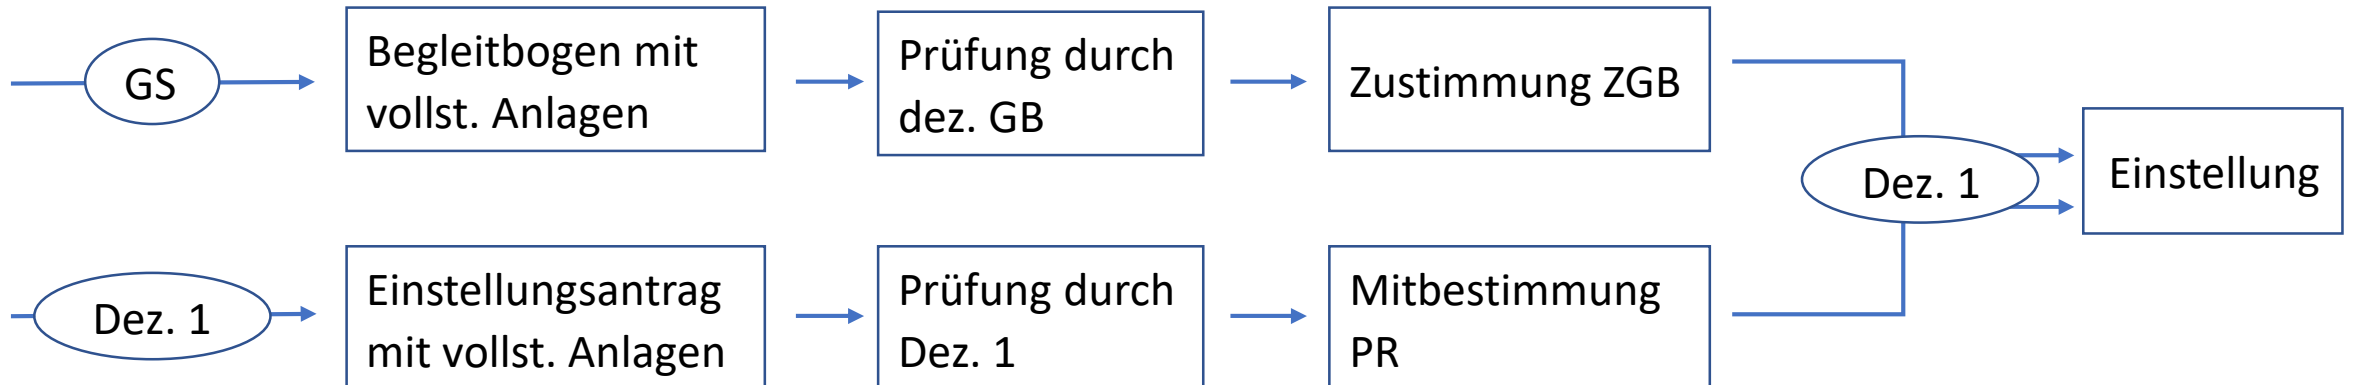 GS
Begleitbogen mit
vollst. Anlagen
Prüfung durch
dez. GB
Zustimmung ZGB
Dez. 1
Einstellung
Dez. 1
Einstellungsantrag
mit vollst. Anlagen
Prüfung durch
Dez. 1
Mitbestimmung
PR